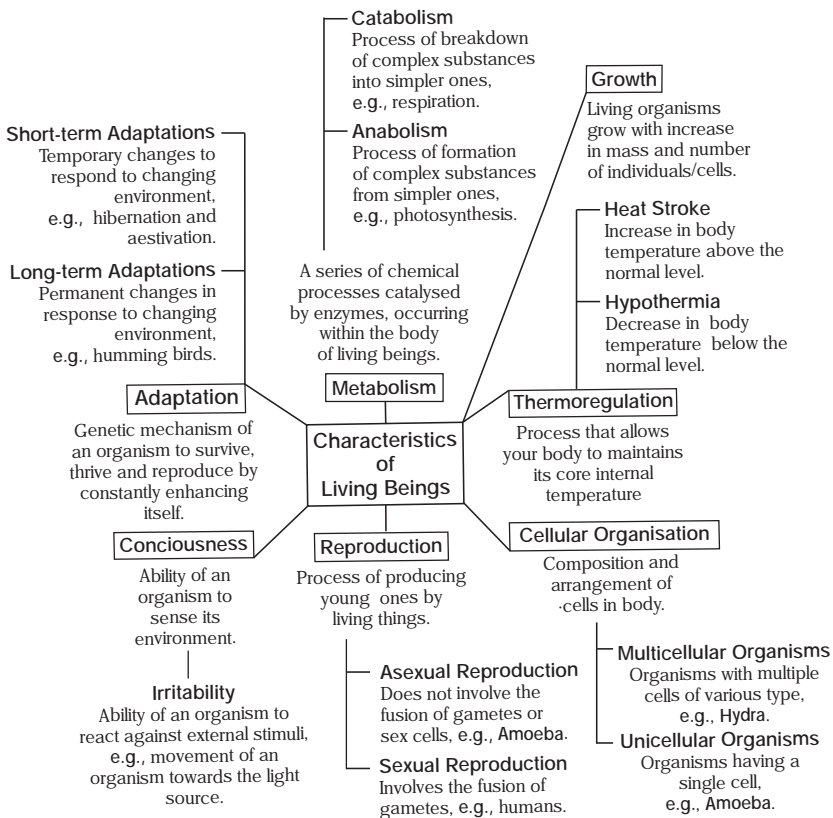 Catabolism
Process of breakdown
of complex substances
into simpler ones,
e.g., respiration.
Anabolism
Process of formation
of complex substances
from simpler ones,
e.g., photosynthesis.
A series of chemical
processes catalysed
by enzymes, occurring
within the body
of living beings.
Metabolism
Growth
Living organisms
grow with increase
in mass and number
of individuals/cells.
Short-term Adaptations
Temporary changes to
respond to changing
environment,
e.g., hibernation and
aestivation.
Long-term Adaptations
Permanent changes in
response to changing
environment,
e.g., humming birds.
Adaptation
Genetic mechanism of
an organism to survive,
thrive and reproduce by
constantly enhancing
itself.
Heat Stroke
Increase in body
temperature above the
normal level.
Hypothermia
Decrease in body
temperature below the
normal level.
Thermoregulation
Process that allows
your body to maintains
its core internal
temperature
Characteristics
of
Living Beings
Conciousness
Ability of an
organism to
sense its
environment.
Irritability
Ability of an organism to
react against external stimuli,
e.g., movement of an
organism towards the light
source.
Reproduction
Process of producing
young ones by
living things.
Asexual Reproduction
Does not involve the
fusion of gametes or
sex cells, e.g., Amoeba.
Sexual Reproduction
Involves the fusion of
gametes, e.g., humans.
Cellular Organisation
Composition and
arrangement of
·cells in body.
Multicellular Organisms
Organisms with multiple
cells of various type,
e.g., Hydra.
Unicellular Organisms
Organisms having a
single cell,
e.g., Amoeba.